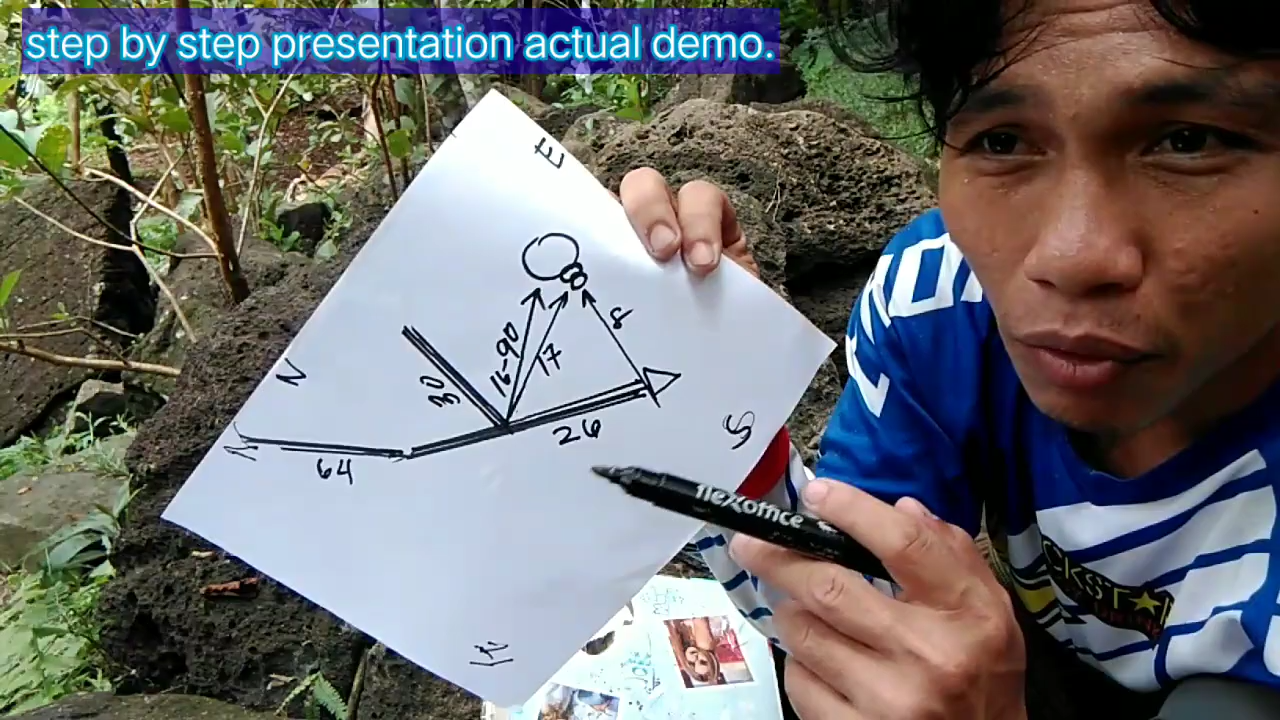 step by step presentation actual demo.
E
8
N
16-90
17
30
26
S
64
W
flexoffice